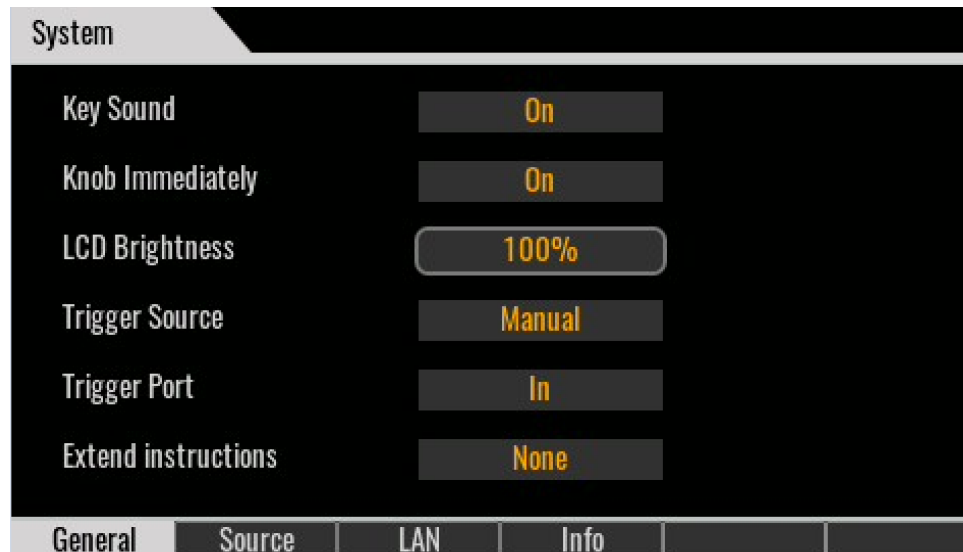 System
Key Sound On
Knob Immediately On
LCD Brightness 100%
Trigger Source Manual
Trigger Port In
Extend instructions None
General Source LAN Info